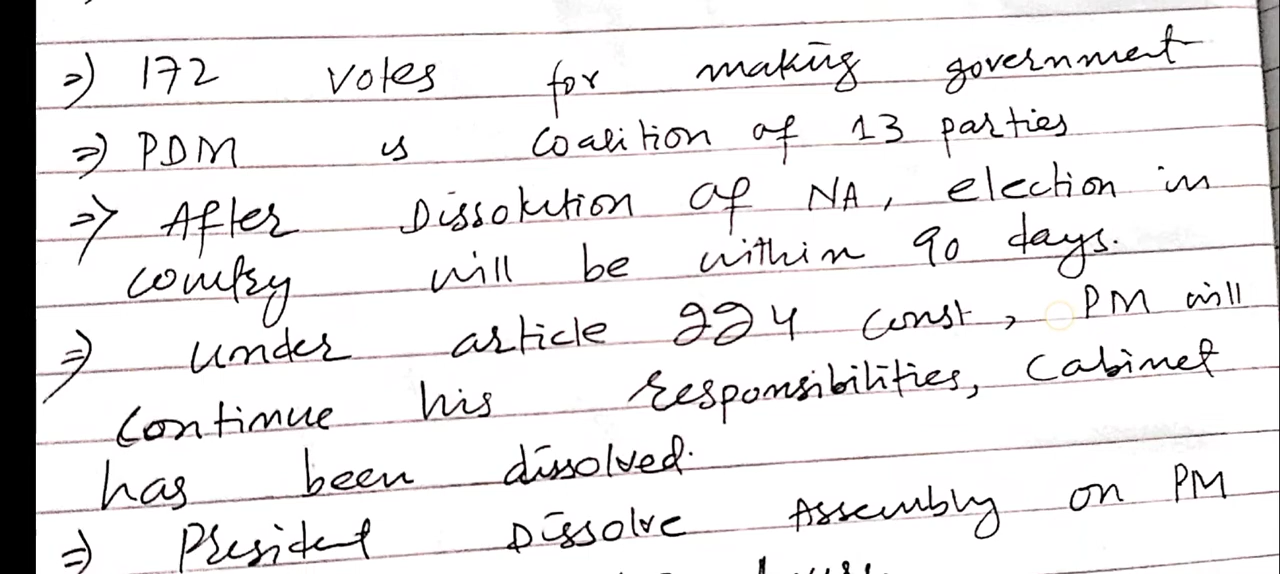 ⇒ 172 votes for making government
⇒ PDM is coalition of 13 parties
⇒ After Dissolution of NA, election in
country will be within 90 days.
⇒ under article 224 const, PM will
continue his responsibilities, cabinet
has been dissolved.
⇒ President Dissolve Assembly on PM